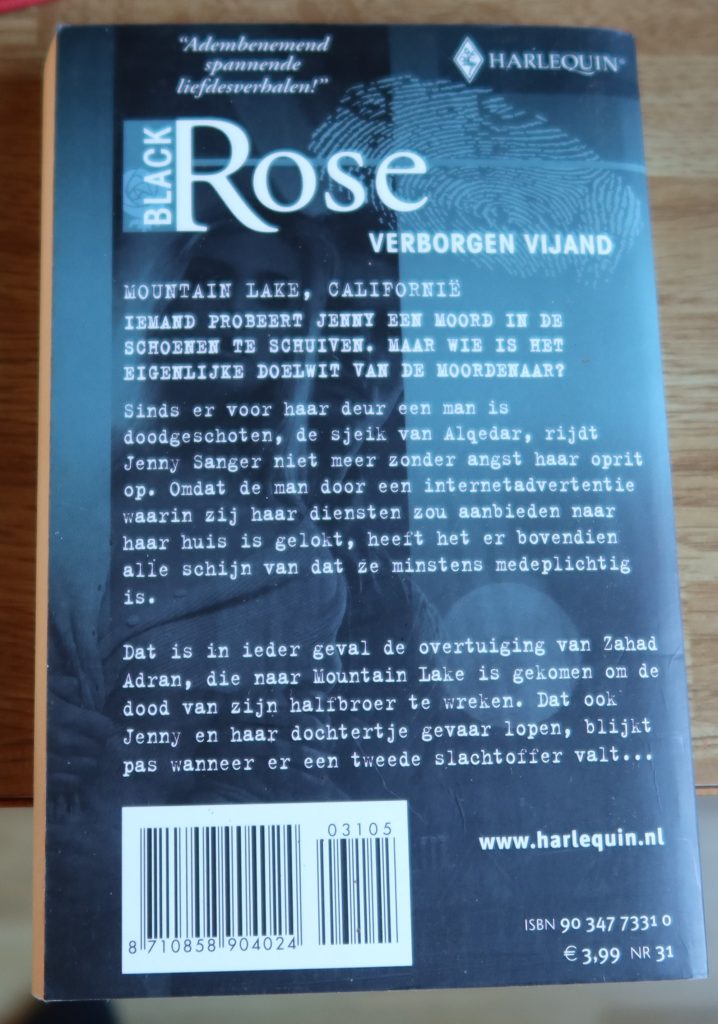 “Adembenemend
spannende
liefdesverhalen!”
HARLEQUIN®
BLACK
ROSE
VERBORGEN VIJAND
MOUNTAIN LAKE, CALIFORNIË
IEMAND PROBEERT JENNY EEN MOORD IN DE
SCHOENEN TE SCHUIVEN. MAAR WIE IS HET
EIGENLIJKE DOELWIT VAN DE MOORDENAAR?
Sinds er voor haar deur een man is
doodgeschoten, de sjeik van Alqedar, rijdt
Jenny Sanger niet meer zonder angst haar oprit
op. Omdat de man door een internetadvertentie
waarin zij haar diensten zou aanbieden naar
haar huis is gelokt, heeft het er bovendien
alle schijn van dat ze minstens medeplichtig
is.
Dat is in ieder geval de overtuiging van Zahad
Adran, die naar Mountain Lake is gekomen om de
dood van zijn halfbroer te wreken. Dat ook
Jenny en haar dochtertje gevaar lopen, blijkt
pas wanneer er een tweede slachtoffer valt...
03105
8 710858 904024
www.harlequin.nl
ISBN 90 347 7331 0
€ 3,99 NR 31